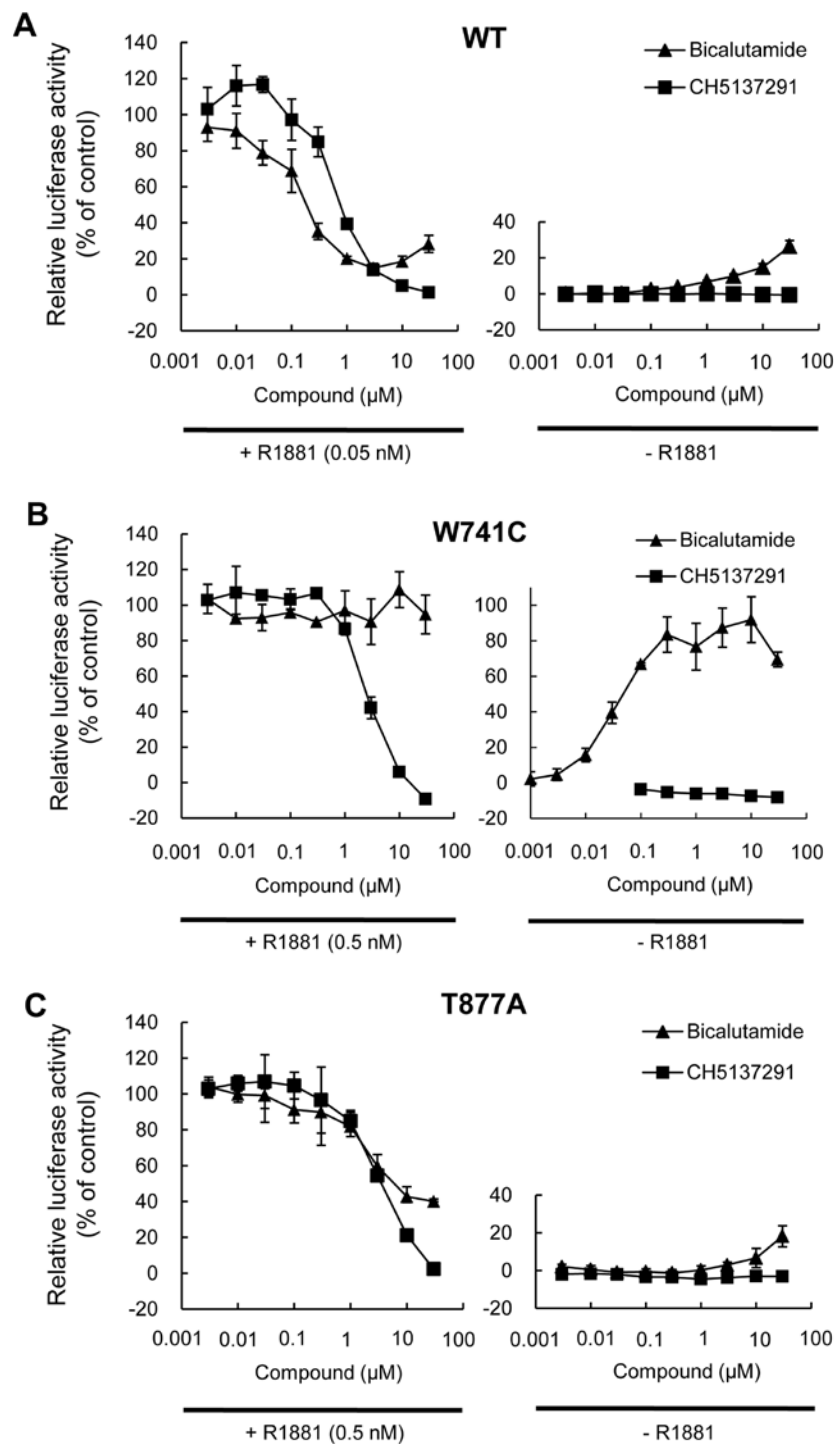 A
WT
Relative luciferase activity
(% of control)
140
120
100
80
60
40
20
0
-20
0.001 0.01 0.1 1 10 100
Compound (µM)
+ R1881 (0.05 nM)
Bicalutamide
CH5137291
40
20
0
-20
0.001 0.01 0.1 1 10 100
Compound (µM)
- R1881
B
W741C
Relative luciferase activity
(% of control)
140
120
100
80
60
40
20
0
-20
0.001 0.01 0.1 1 10 100
Compound (µM)
+ R1881 (0.5 nM)
Bicalutamide
CH5137291
100
80
60
40
20
0
-20
0.001 0.01 0.1 1 10 100
Compound (µM)
- R1881
C
T877A
Relative luciferase activity
(% of control)
140
120
100
80
60
40
20
0
-20
0.001 0.01 0.1 1 10 100
Compound (µM)
+ R1881 (0.5 nM)
Bicalutamide
CH5137291
40
20
0
-20
0.001 0.01 0.1 1 10 100
Compound (µM)
- R1881